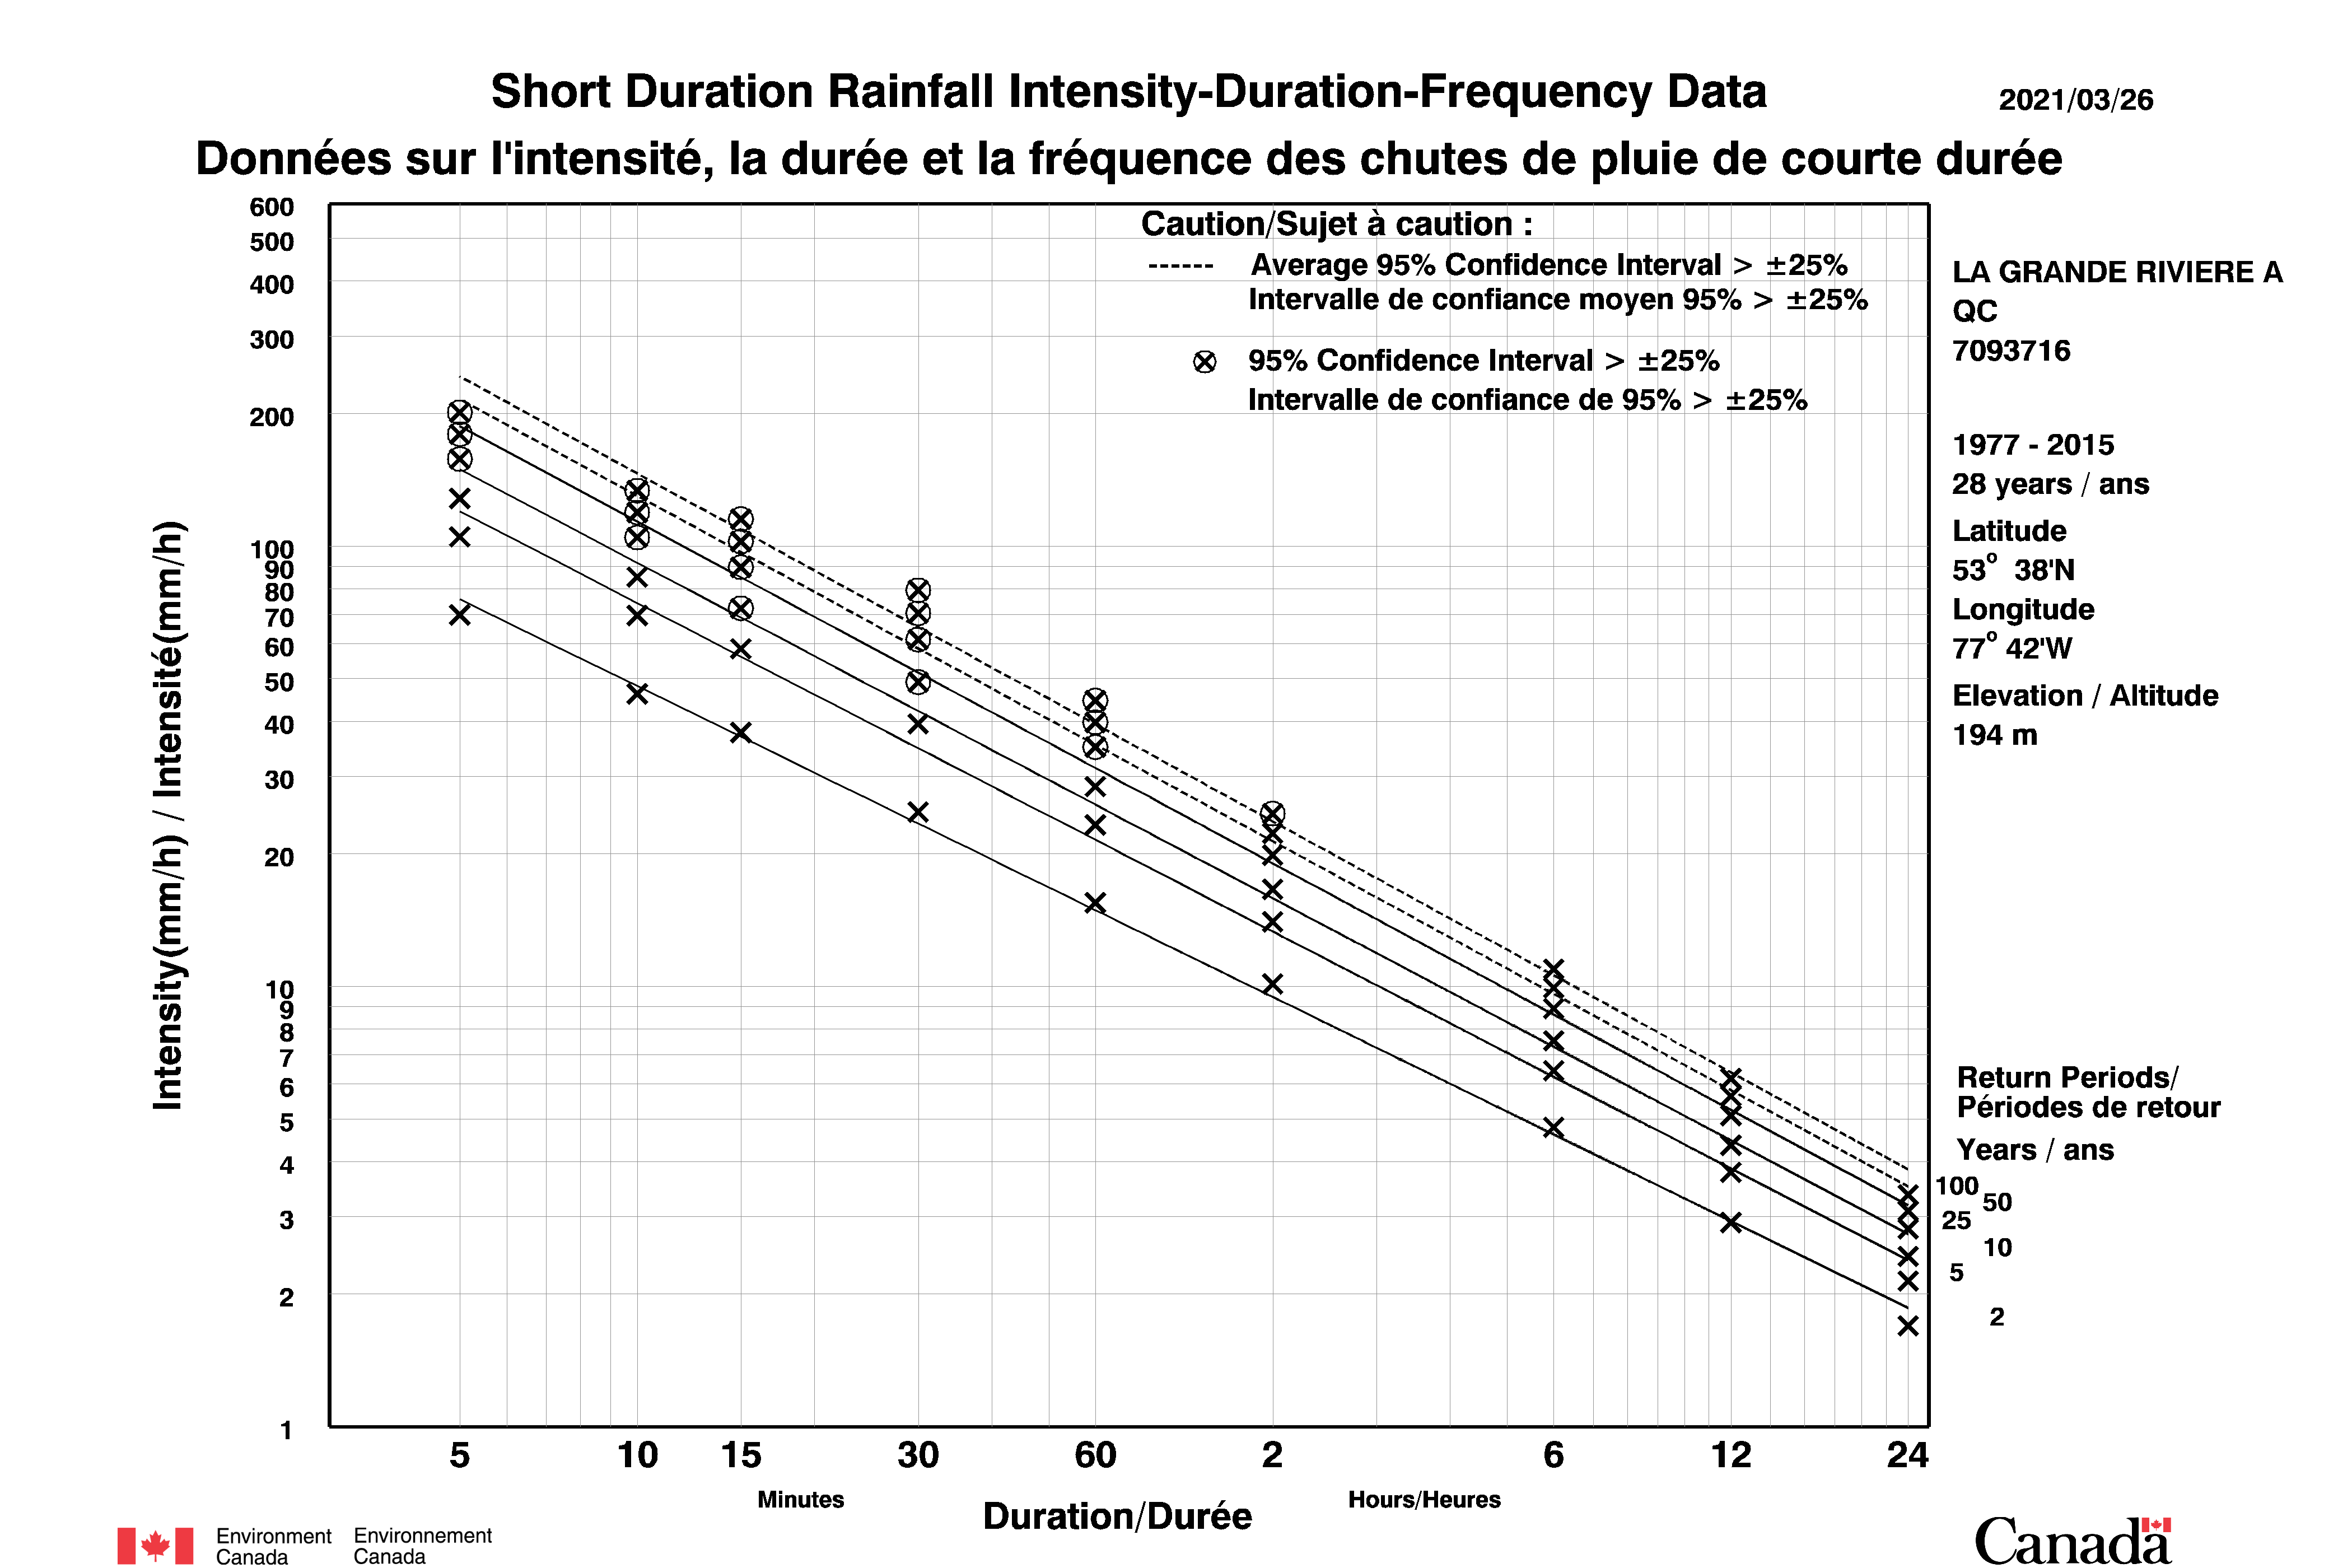 Short Duration Rainfall Intensity-Duration-Frequency Data
2021/03/26
Données sur l'intensité, la durée et la fréquence des chutes de pluie de courte durée
Caution/Sujet à caution :
Average 95% Confidence Interval > ±25%
Intervalle de confiance moyen 95% > ±25%
95% Confidence Interval > ±25%
Intervalle de confiance de 95% > ±25%
LA GRANDE RIVIERE A
QC
7093716
1977 - 2015
28 years / ans
Latitude
53° 38'N
Longitude
77° 42'W
Elevation / Altitude
194 m
Return Periods/
Périodes de retour
Years / ans
100
50
25
10
5
2
Intensity(mm/h) / Intensité(mm/h)
600
500
400
300
200
100
90
80
70
60
50
40
30
20
10
9
8
7
6
5
4
3
2
1
5 10 15 30 60 2 6 12 24
Minutes
Hours/Heures
Duration/Durée
Environment
Canada
Environnement
Canada
Canada